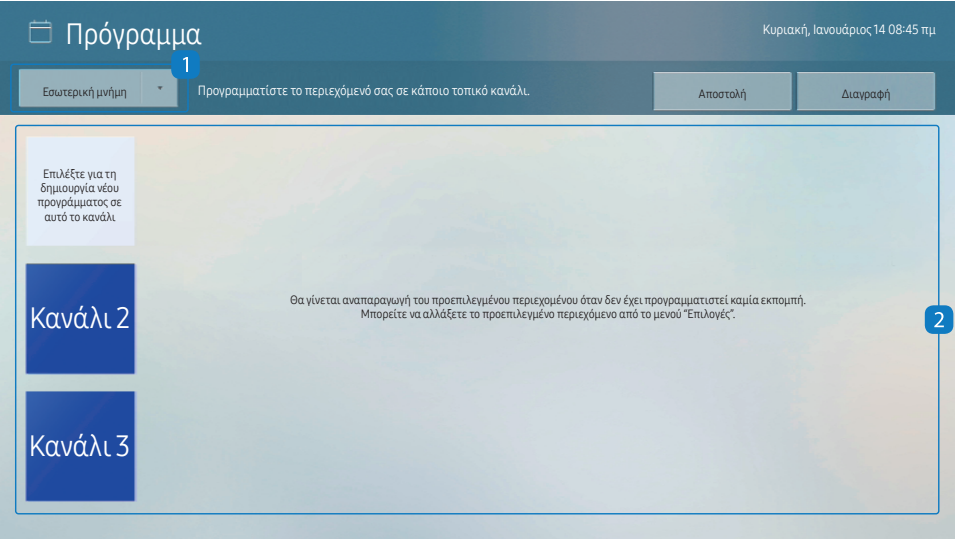 Πρόγραμμα
Κυριακή, Ιανουάριος 14 08:45 πμ
1
Εσωτερική μνήμη
Προγραμματίστε το περιεχόμενό σας σε κάποιο τοπικό κανάλι.
Αποστολή
Διαγραφή
Επιλέξτε για τη
δημιουργία νέου
προγράμματος σε
αυτό το κανάλι
Κανάλι 2
Θα γίνεται αναπαραγωγή του προεπιλεγμένου περιεχομένου όταν δεν έχει προγραμματιστεί καμία εκπομπή.
Μπορείτε να αλλάξετε το προεπιλεγμένο περιεχόμενο από το μενού "Επιλογές".
2
Κανάλι 3